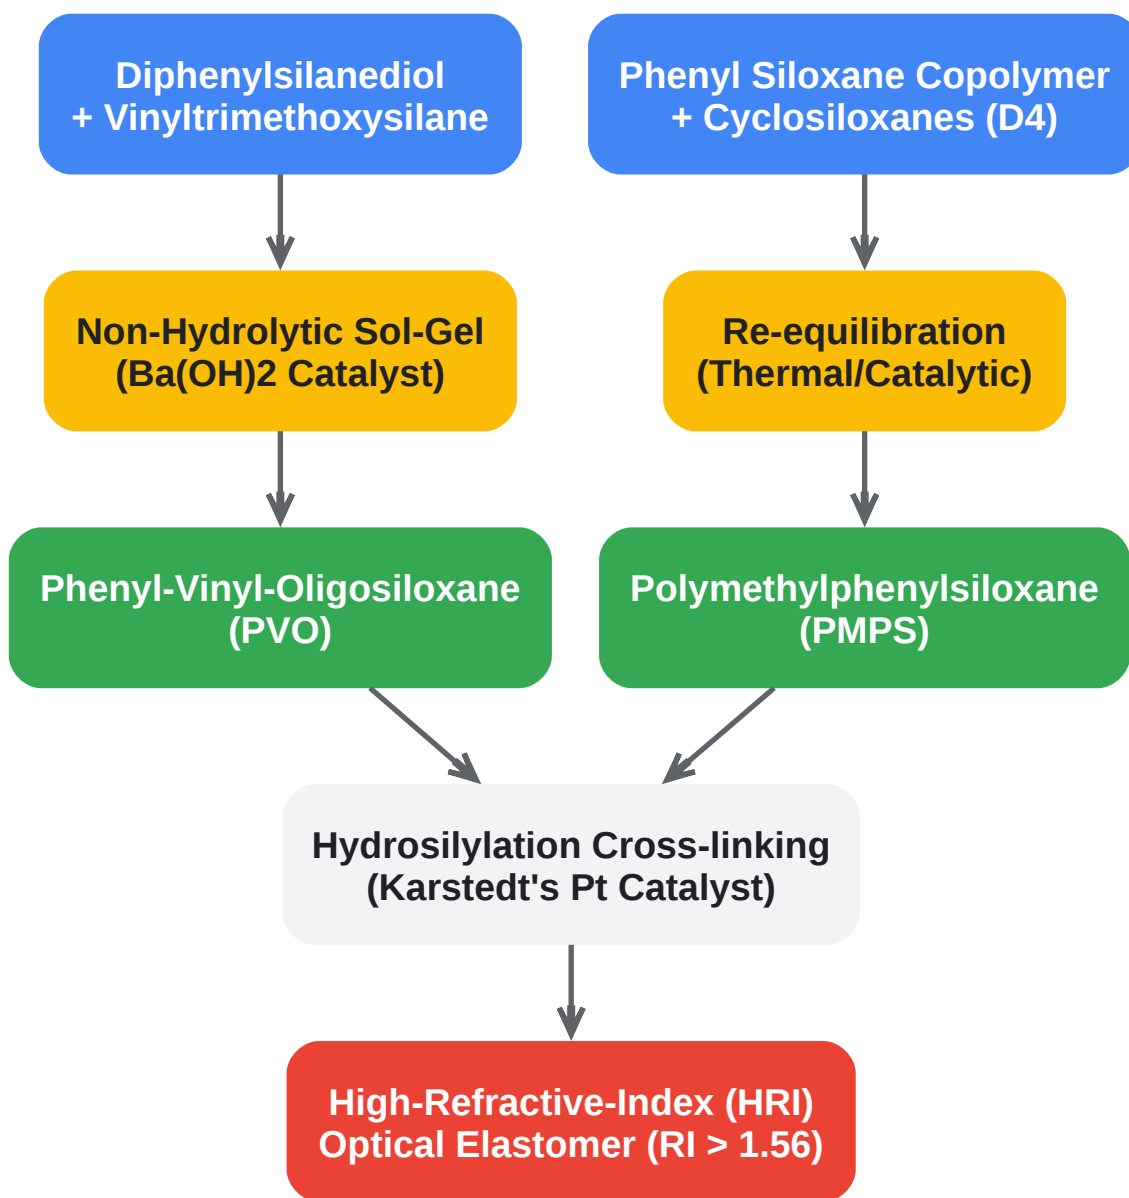 Diphenylsilanediol
+ Vinyltrimethoxysilane
Phenyl Siloxane Copolymer
+ Cyclosiloxanes (D4)
Non-Hydrolytic Sol-Gel
(Ba(OH)2 Catalyst)
Re-equilibration
(Thermal/Catalytic)
Phenyl-Vinyl-Oligosiloxane
(PVO)
Polymethylphenylsiloxane
(PMPS)
Hydrosilylation Cross-linking
(Karstedt's Pt Catalyst)
High-Refractive-Index (HRI)
Optical Elastomer (RI > 1.56)